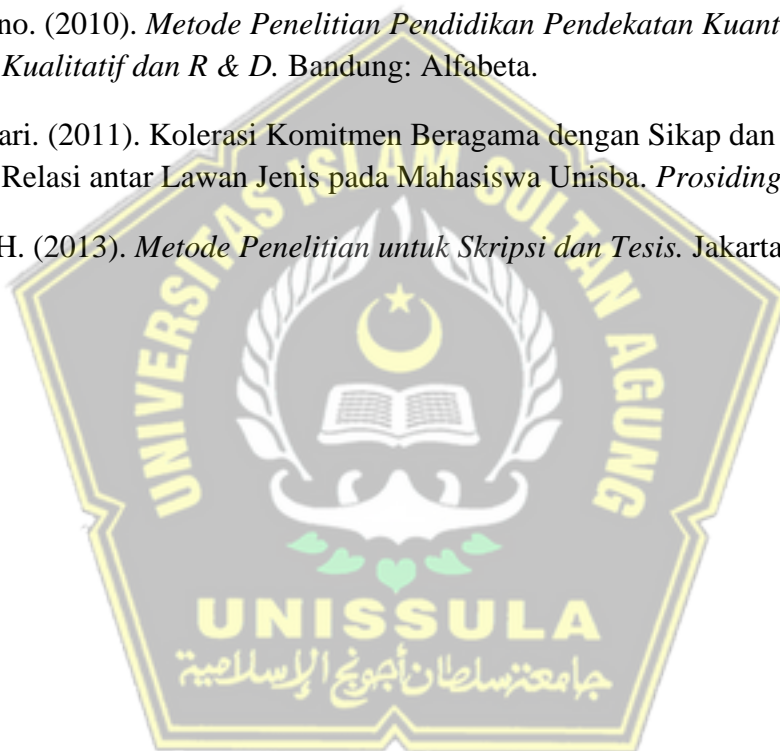 no. (2010). Metode Penelitian Pendidikan Pendekatan Kuant
Kualitatif dan R & D. Bandung: Alfabeta.
ari. (2011). Kolerasi Komitmen Beragama dengan Sikap dan
Relasi antar Lawan Jenis pada Mahasiswa Unisba. Prosiding
H. (2013). Metode Penelitian untuk Skripsi dan Tesis. Jakarta
UNIVERSITAS ISLAM SULTAN AGUNG
UNISSULA
جامعة سلطان أجونج الإسلامية